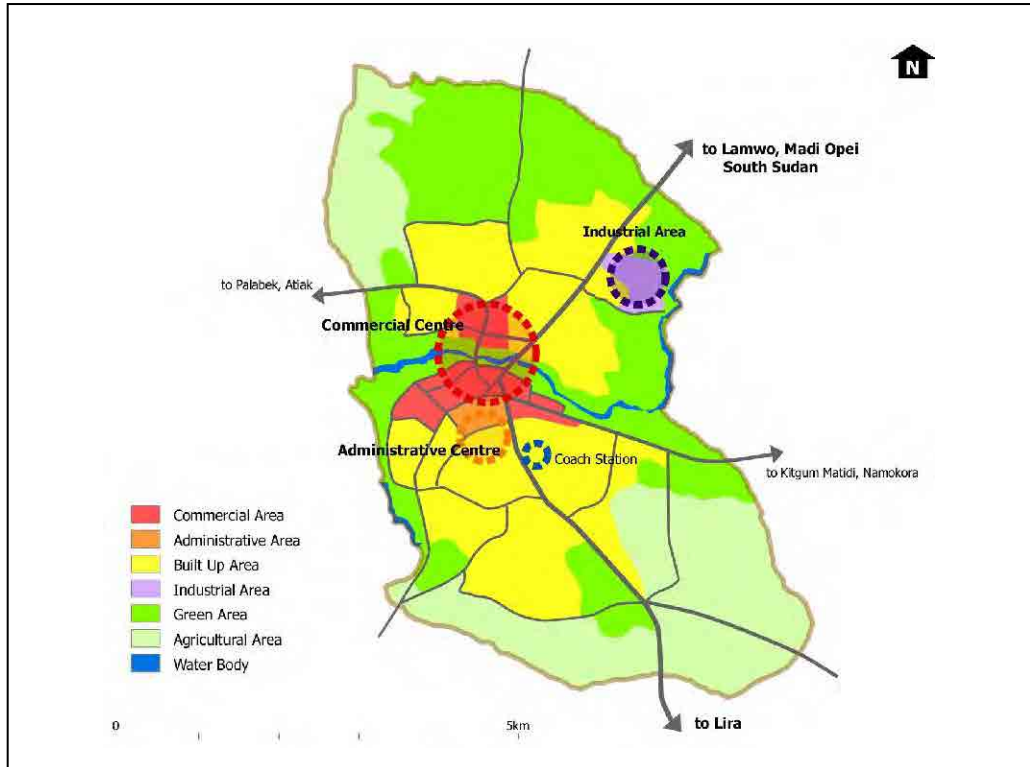 N
to Lamwo, Madi Opei
South Sudan
Industrial Area
to Palabek, Atiak
Commercial Centre
Administrative Centre
Coach Station
to Kitgum Matidi, Namokora
Commercial Area
Administrative Area
Built Up Area
Industrial Area
Green Area
Agricultural Area
Water Body
0
5km
to Lira